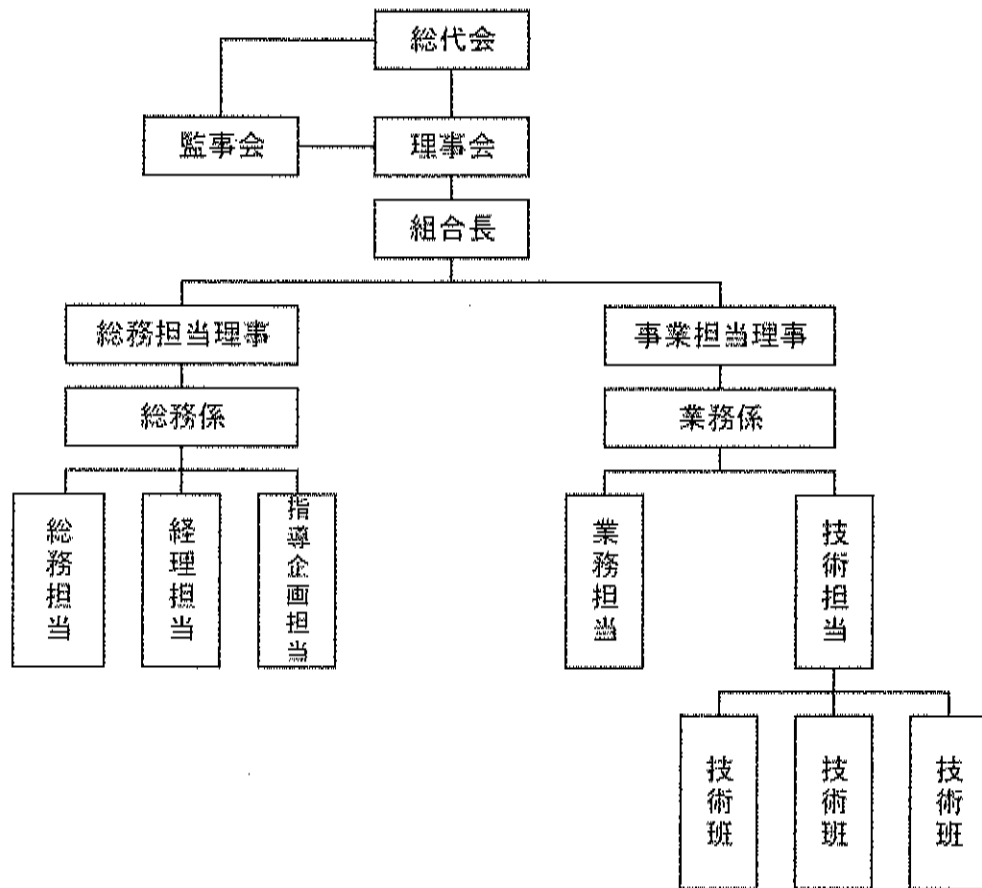 総代会
監事会
理事会
組合長
総務担当理事
事業担当理事
総務係
業務係
総務担当
経理担当
指導企画担当
業務担当
技術担当
技術班
技術班
技術班